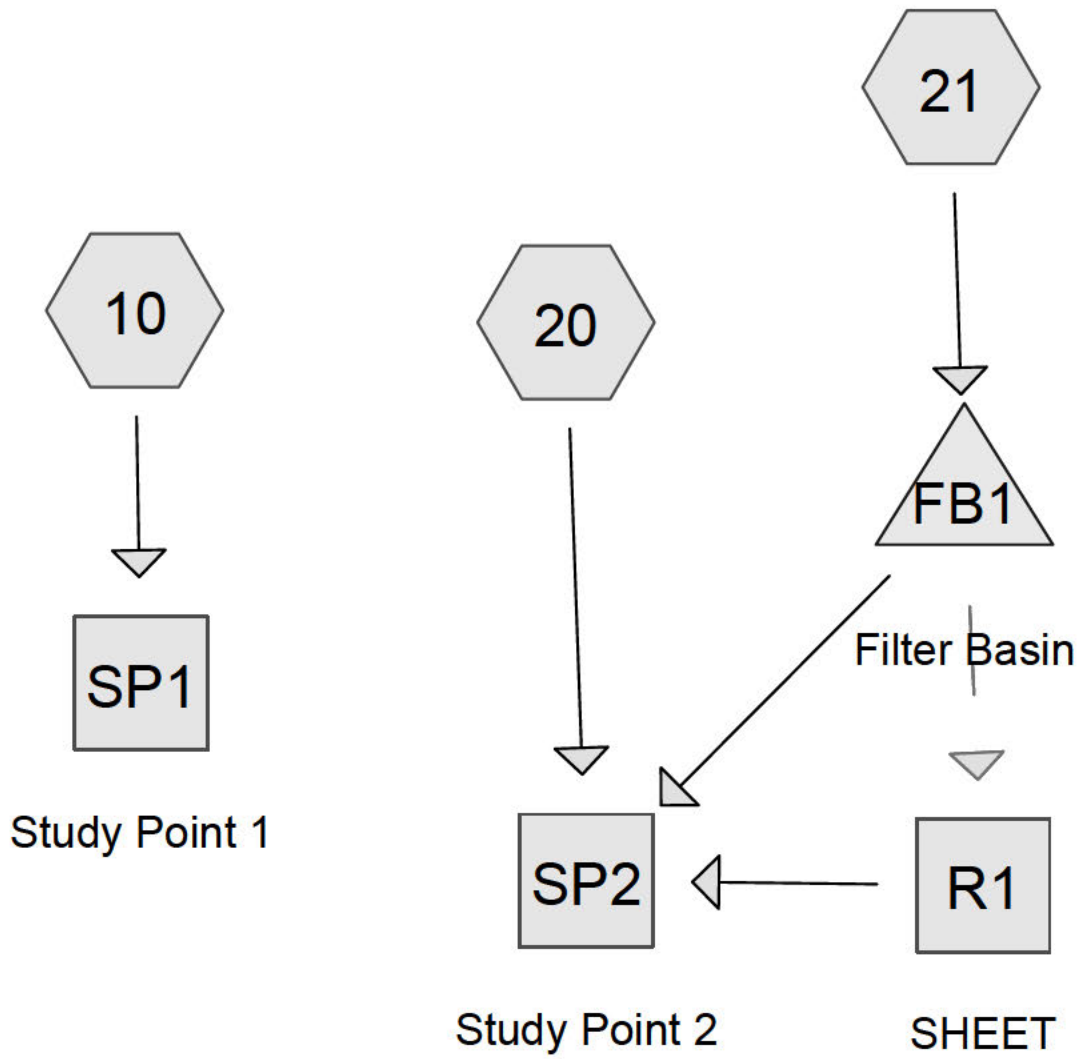 21
10
20
FB1
Filter Basin
SP1
Study Point 1
SP2
R1
Study Point 2
SHEET